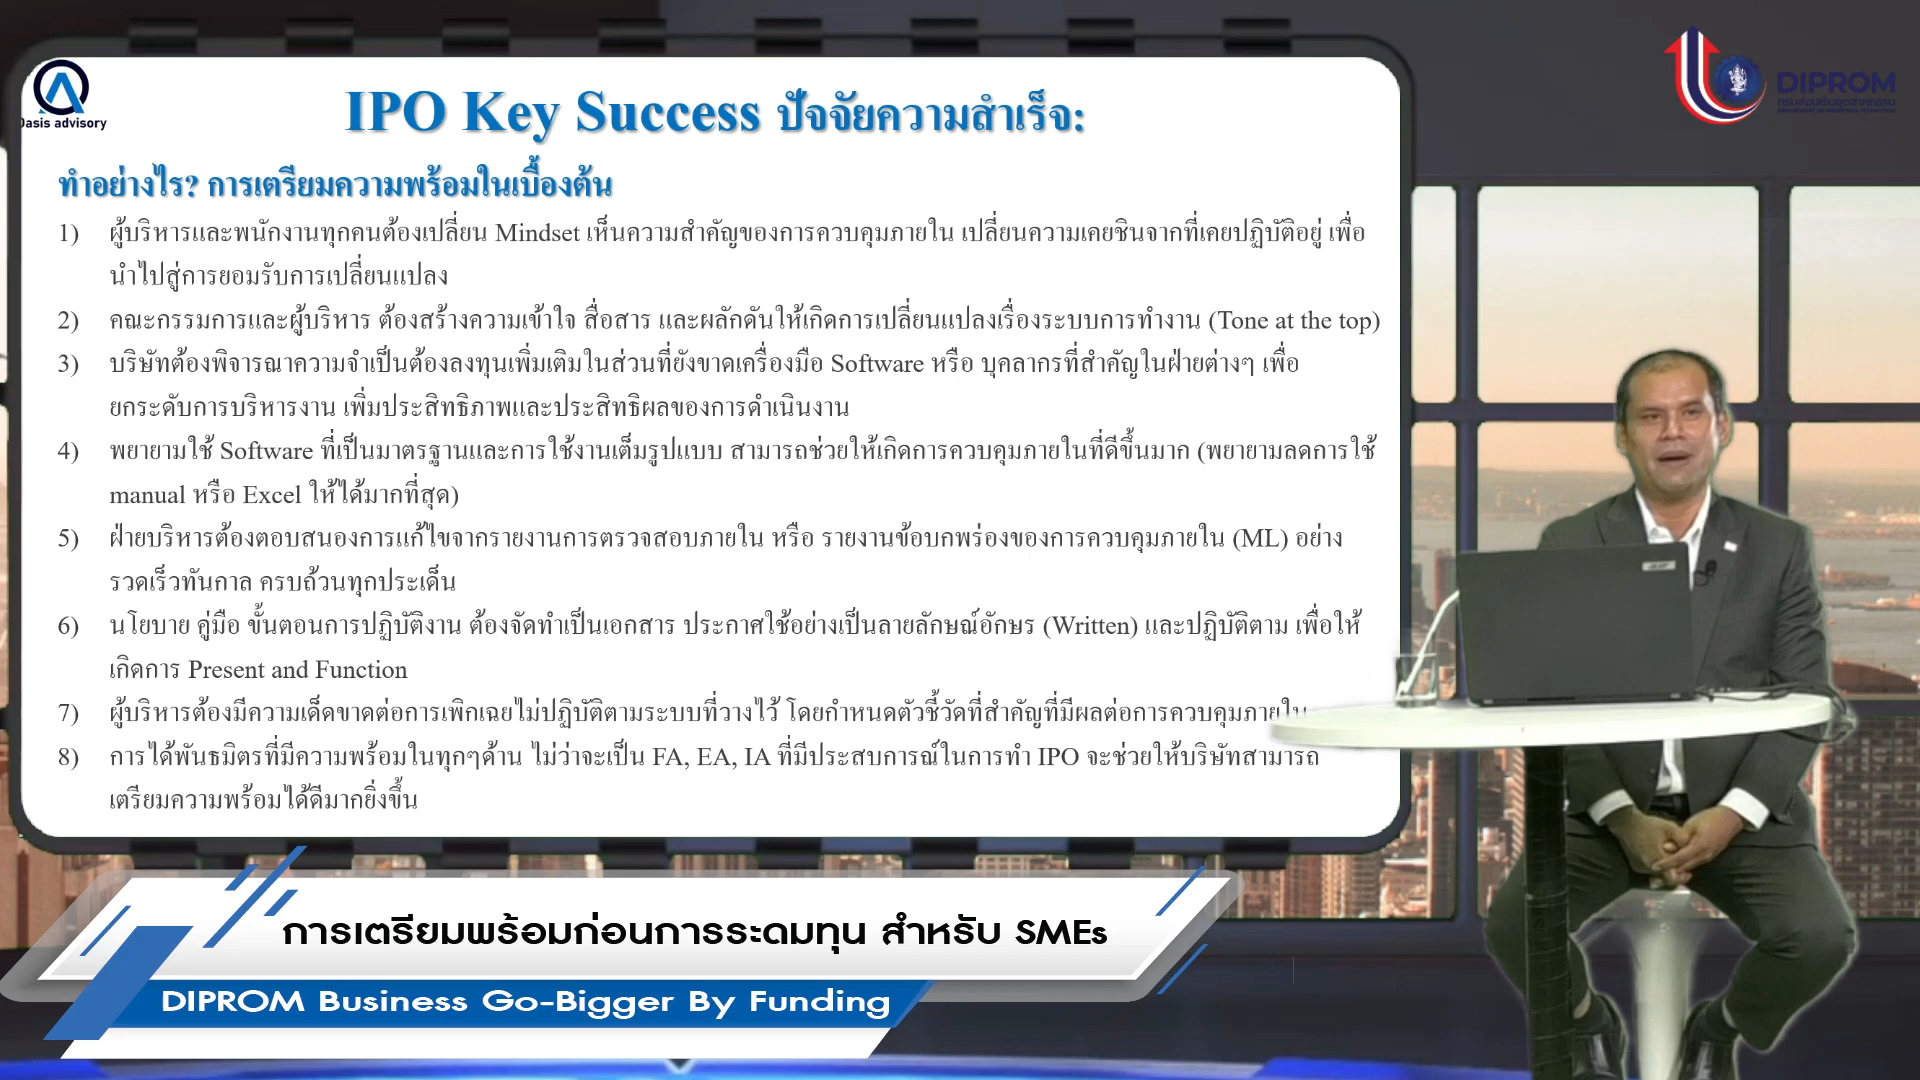 Oasis advisory
IPO Key Success ปัจจัยความสำเร็จ:
DIPROM
กรมส่งเสริมอุตสาหกรรม
ทำอย่างไร? การเตรียมความพร้อมในเบื้องต้น
1) ผู้บริหารและพนักงานทุกคนต้องเปลี่ยน Mindset เห็นความสำคัญของการควบคุมภายใน เปลี่ยนความเคยชินจากที่เคยปฏิบัติอยู่ เพื่อ
นำไปสู่การยอมรับการเปลี่ยนแปลง
2) คณะกรรมการและผู้บริหาร ต้องสร้างความเข้าใจ สื่อสาร และผลักดันให้เกิดการเปลี่ยนแปลงเรื่องระบบการทำงาน (Tone at the top)
3) บริษัทต้องพิจารณาความจำเป็นต้องลงทุนเพิ่มเติมในส่วนที่ยังขาดเครื่องมือ Software หรือ บุคลากรที่สำคัญในฝ่ายต่างๆ เพื่อ
ยกระดับการบริหารงาน เพิ่มประสิทธิภาพและประสิทธิผลของการดำเนินงาน
4) พยายามใช้ Software ที่เป็นมาตรฐานและการใช้งานเต็มรูปแบบ สามารถช่วยให้เกิดการควบคุมภายในที่ดีขึ้นมาก (พยายามลดการใช้
manual หรือ Excel ให้ได้มากที่สุด)
5) ฝ่ายบริหารต้องตอบสนองการแก้ไขจากรายงานการตรวจสอบภายใน หรือ รายงานข้อบกพร่องของการควบคุมภายใน (ML) อย่าง
รวดเร็วทันกาล ครบถ้วนทุกประเด็น
6) นโยบาย คู่มือ ขั้นตอนการปฏิบัติงาน ต้องจัดทำเป็นเอกสาร ประกาศใช้อย่างเป็นลายลักษณ์อักษร (Written) และปฏิบัติตาม เพื่อให้
เกิดการ Present and Function
7) ผู้บริหารต้องมีความเด็ดขาดต่อการเพิกเฉยไม่ปฏิบัติตามระบบที่วางไว้ โดยกำหนดตัวชี้วัดที่สำคัญที่มีผลต่อการควบคุมภายใน
8) การได้พันธมิตรที่มีความพร้อมในทุกๆด้าน ไม่ว่าจะเป็น FA, EA, IA ที่มีประสบการณ์ในการทำ IPO จะช่วยให้บริษัทสามารถ
เตรียมความพร้อมได้ดีมากยิ่งขึ้น
acer
การเตรียมพร้อมก่อนการระดมทุน สำหรับ SMEs
DIPROM Business Go-Bigger By Funding